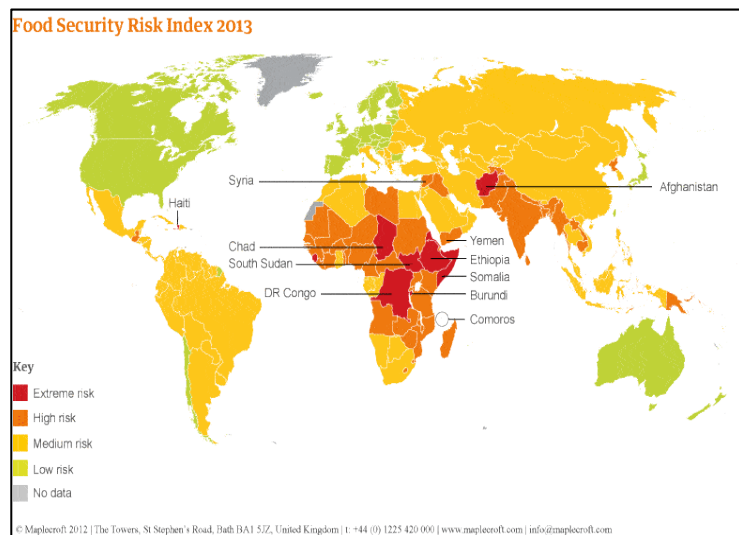 Food Security Risk Index 2013
Haiti
Syria
Afghanistan
Chad
South Sudan
DR Congo
Yemen
Ethiopia
Somalia
Burundi
Comoros
Key
Extreme risk
High risk
Medium risk
Low risk
No data
© Maplecroft 2012 | The Towers, St Stephen's Road, Bath BA1 5JZ, United Kingdom | t: +44 (0) 1225 420 000 | www.maplecroft.com | info@maplecroft.com